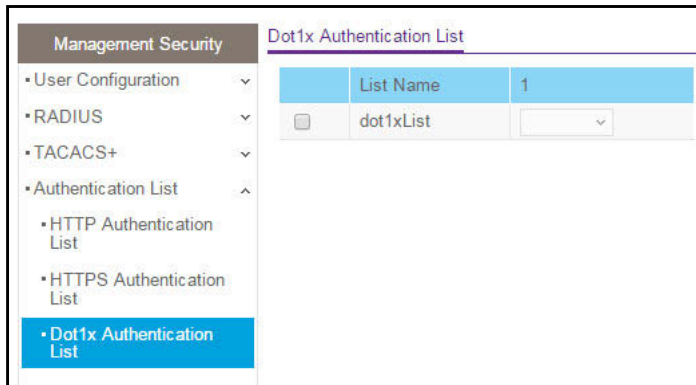 Management Security
• User Configuration
• RADIUS
• TACACS+
• Authentication List
• HTTP Authentication
List
• HTTPS Authentication
List
• Dot1x Authentication
List
Dot1x Authentication List
List Name 1
dot1xList